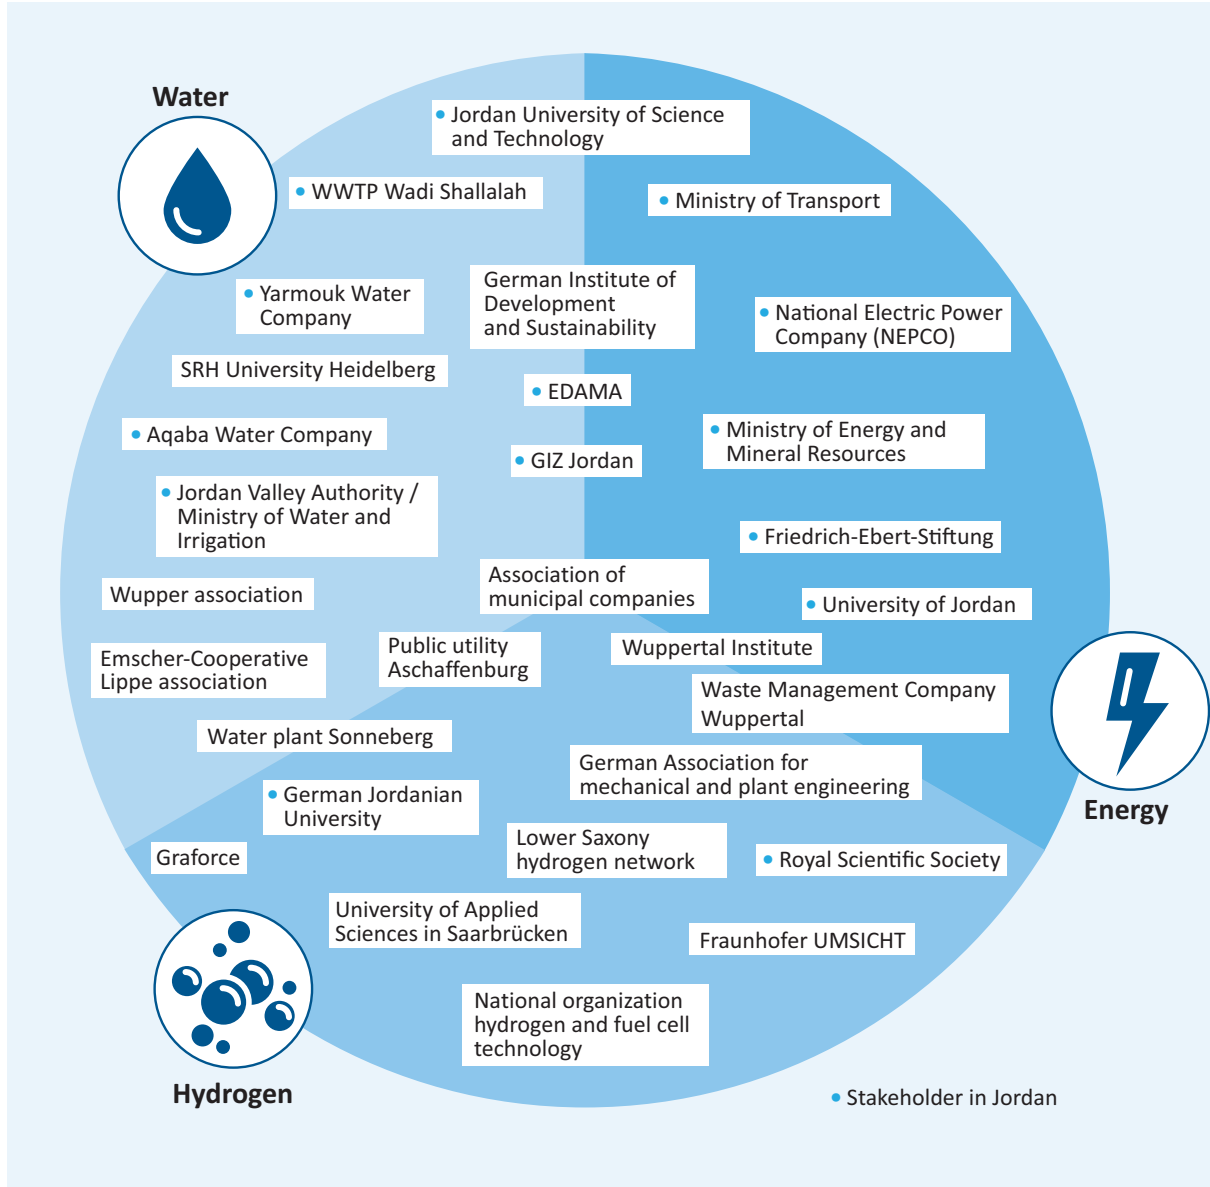 Water
• Jordan University of Science
and Technology
• WWTP Wadi Shallalah
• Ministry of Transport
German Institute of
Development
and Sustainability
• Yarmouk Water
Company
• National Electric Power
Company (NEPCO)
SRH University Heidelberg
• EDAMA
• Aqaba Water Company
• Ministry of Energy and
Mineral Resources
• GIZ Jordan
• Jordan Valley Authority /
Ministry of Water and
Irrigation
• Friedrich-Ebert-Stiftung
Association of
municipal companies
Wupper association
• University of Jordan
Public utility
Aschaffenburg
Wuppertal Institute
Emscher-Cooperative
Lippe association
Waste Management Company
Wuppertal
Water plant Sonneberg
German Association for
mechanical and plant engineering
Energy
• German Jordanian
University
Graforce
Lower Saxony
hydrogen network
• Royal Scientific Society
University of Applied
Sciences in Saarbrücken
Fraunhofer UMSICHT
National organization
hydrogen and fuel cell
technology
Hydrogen
• Stakeholder in Jordan